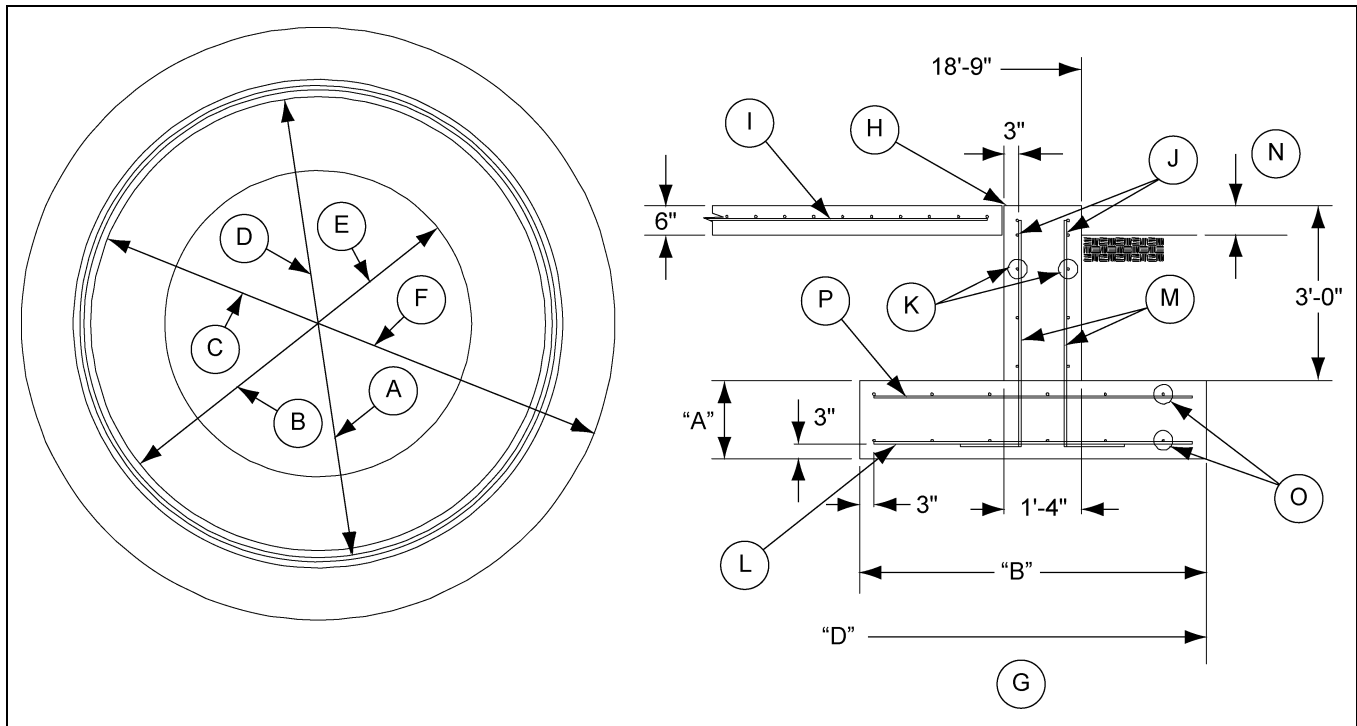 D
E
F
C
A
B
18'-9"
I
H
3"
J
N
6"
K
3'-0"
P
M
“A”
3"
O
3"
1'-4"
L
“B”
“D”
G